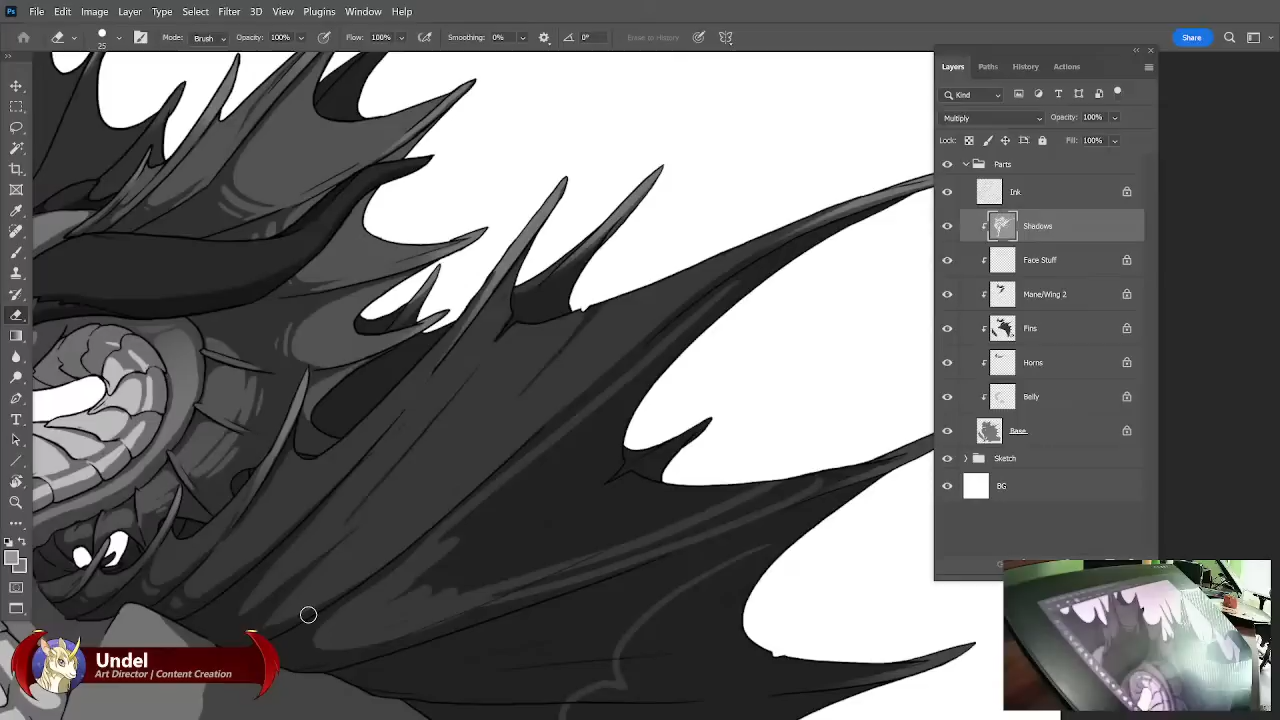 Ps File Edit Image Layer Type Select Filter 3D View Plugins Window Help
25 Mode: Brush Opacity: 100% Flow: 100% Smoothing: 0% 0° Erase to History Share
Layers Paths History Actions
Kind
Multiply Opacity: 100%
Lock: Fill: 100%
Parts
Ink
Shadows
Face Stuff
Mane/Wing 2
Fins
Horns
Belly
Base
Sketch
BG
Undel
Art Director | Content Creation